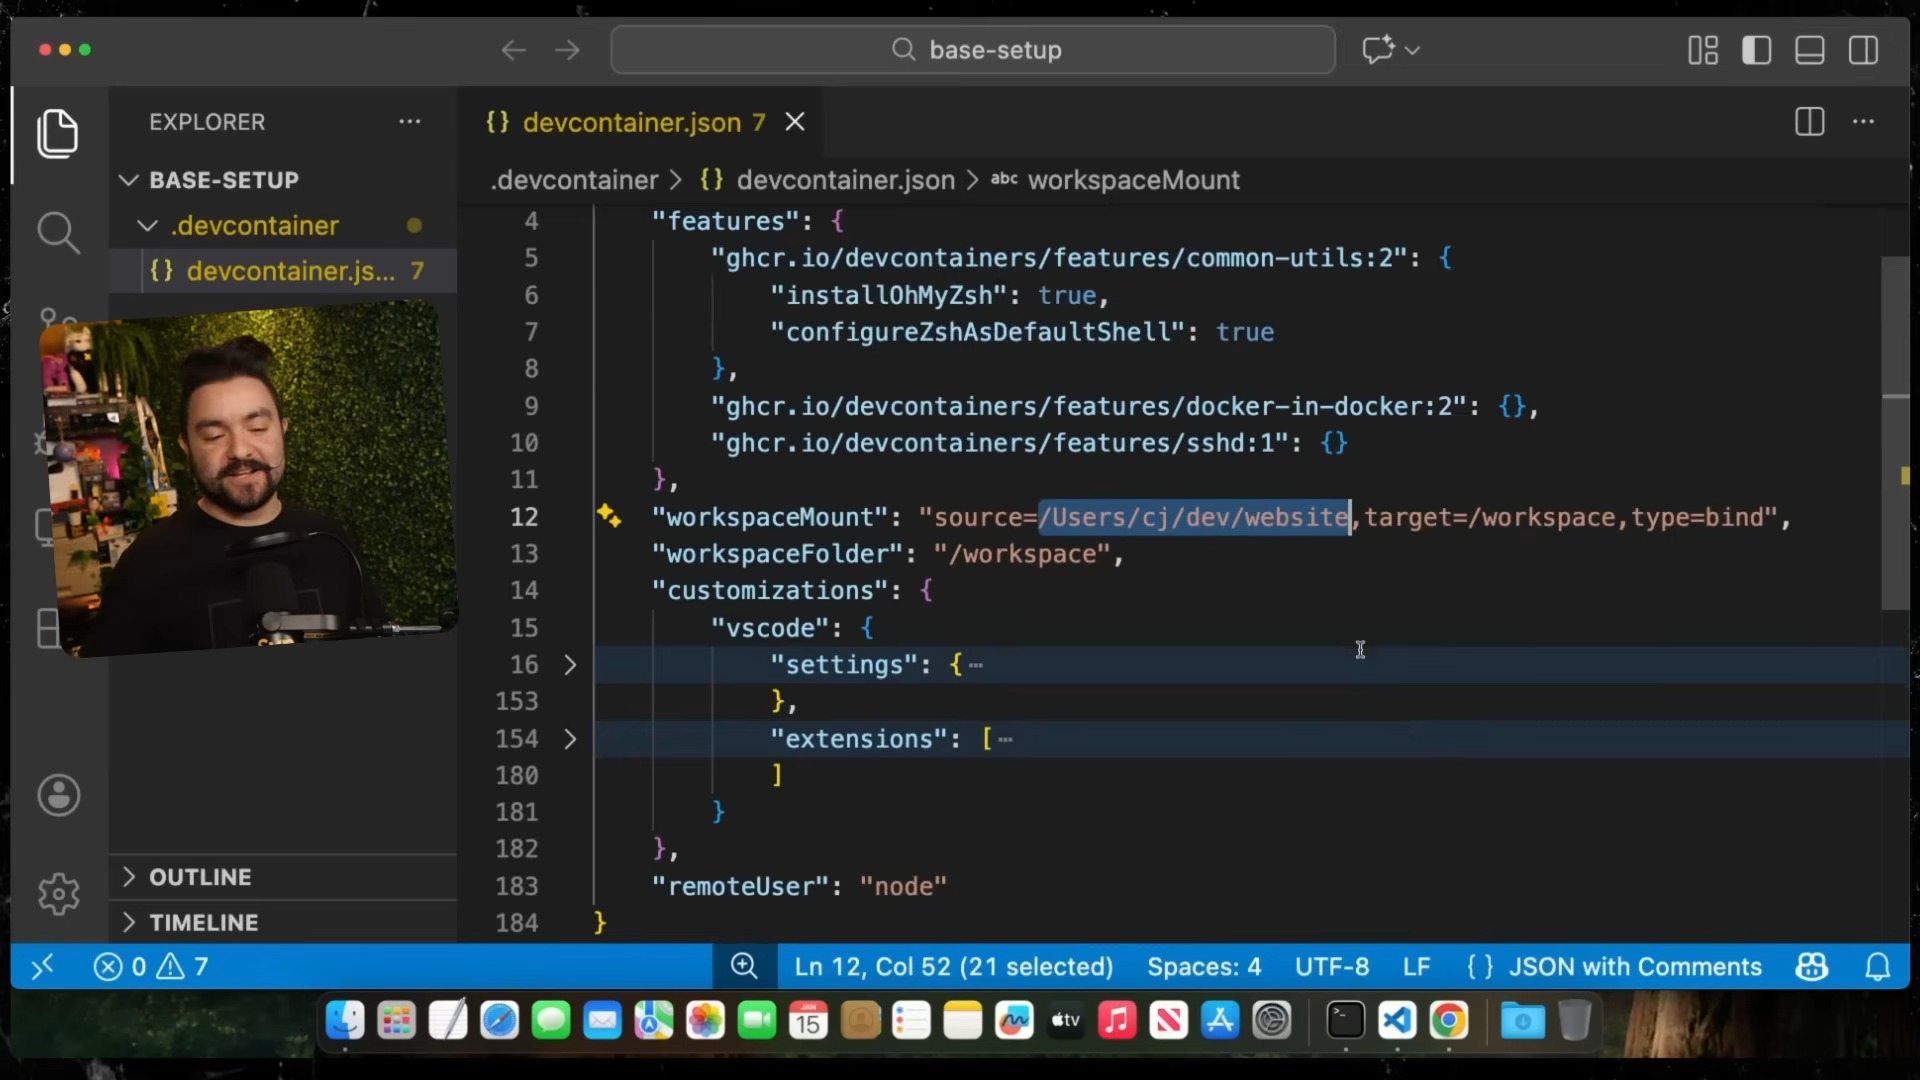 base-setup
EXPLORER
BASE-SETUP
.devcontainer
{} devcontainer.js... 7
OUTLINE
TIMELINE
{} devcontainer.json 7
.devcontainer > {} devcontainer.json > abc workspaceMount
4 "features": {
5 "ghcr.io/devcontainers/features/common-utils:2": {
6 "installOhMyZsh": true,
7 "configureZshAsDefaultShell": true
8 },
9 "ghcr.io/devcontainers/features/docker-in-docker:2": {},
10 "ghcr.io/devcontainers/features/sshd:1": {}
11 },
12 "workspaceMount": "source=/Users/cj/dev/website,target=/workspace,type=bind",
13 "workspaceFolder": "/workspace",
14 "customizations": {
15 "vscode": {
16 "settings": {
153 },
154 "extensions": [
180 ]
181 }
182 },
183 "remoteUser": "node"
184 }
0 7 Ln 12, Col 52 (21 selected) Spaces: 4 UTF-8 LF {} JSON with Comments
JAN
15
tv